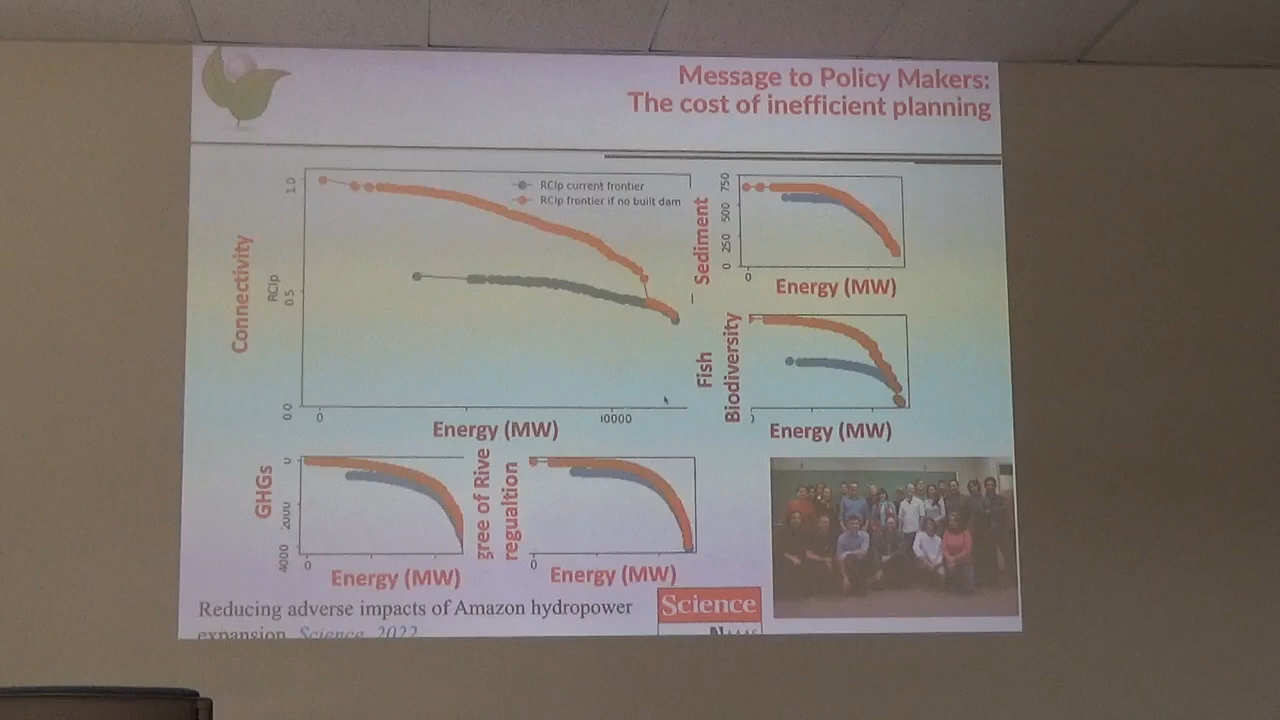 Message to Policy Makers:
The cost of inefficient planning
Connectivity
RCIp
1.0
0.5
0.0
RCIp current frontier
RCIp frontier if no built dam
0
10000
Energy (MW)
Sediment
750
500
250
0
0
Energy (MW)
Fish
Biodiversity
Energy (MW)
GHGs
0
2000
4000
0
Energy (MW)
gree of Rive
regualtion
0
Energy (MW)
Reducing adverse impacts of Amazon hydropower
expansion Science 2022
Science
AAAS